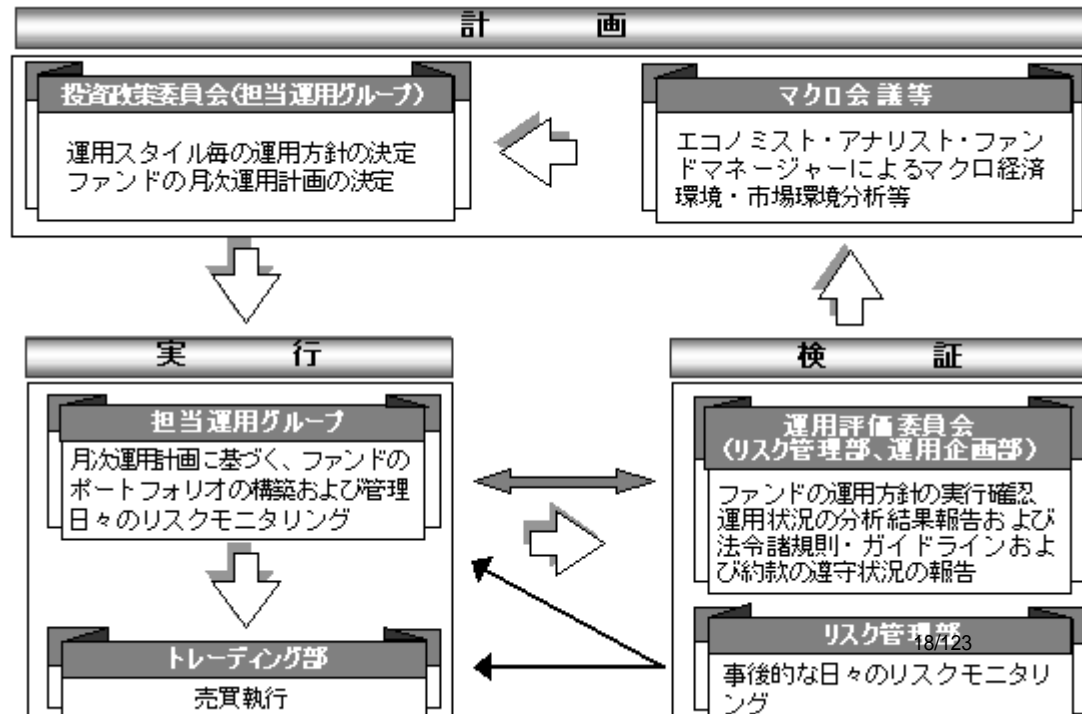 計画
投資政策委員会(担当運用グループ)
運用スタイル毎の運用方針の決定
ファンドの月次運用計画の決定
マクロ会議等
エコノミスト・アナリスト・ファン
ドマネージャーによるマクロ経済
環境・市場環境分析等
実行
担当運用グループ
月次運用計画に基づく、ファンドの
ポートフォリオの構築および管理
日々のリスクモニタリング
トレーディング部
売買執行
検証
運用評価委員会
(リスク管理部、運用企画部)
ファンドの運用方針の実行確認
運用状況の分析結果報告および
法令諸規則・ガイドラインおよ
び約款の遵守状況の報告
リスク管理部
18/123
事後的な日々のリスクモニタリ
ング